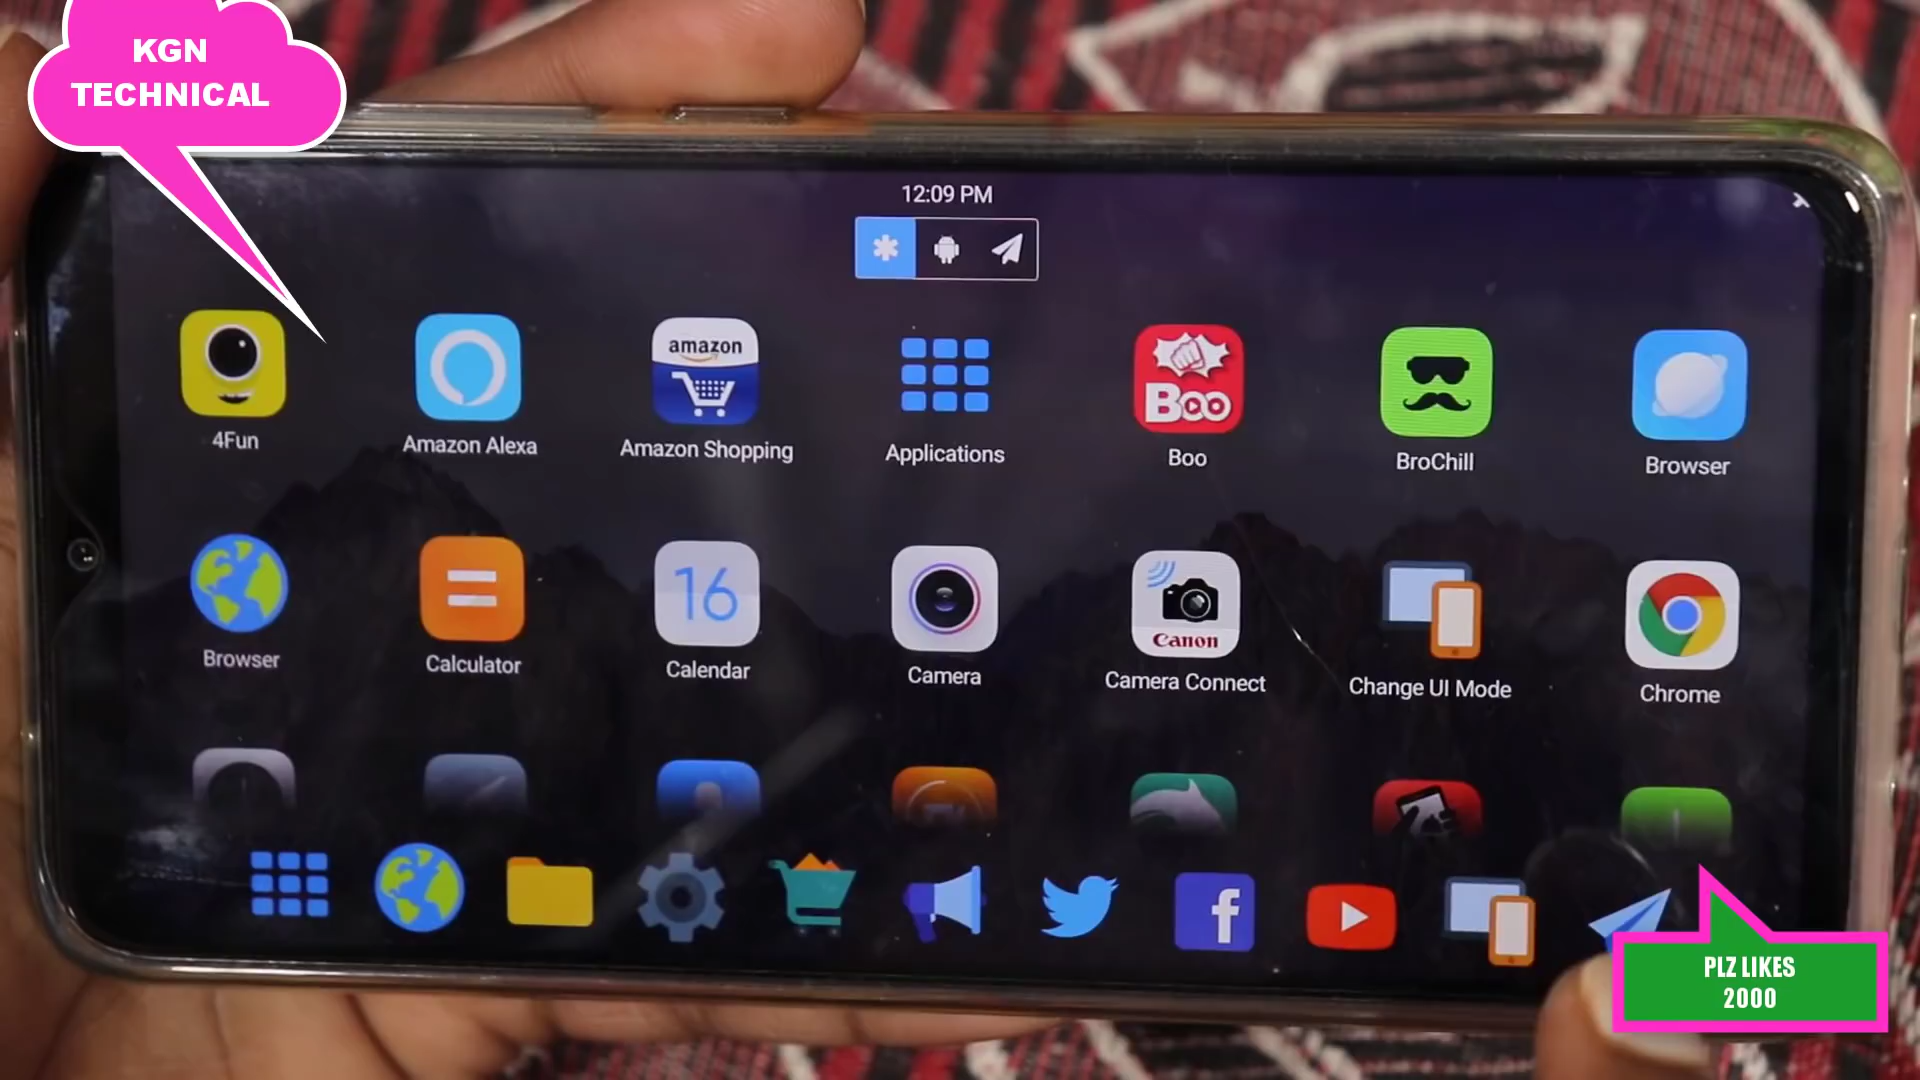 KGN
TECHNICAL
12:09 PM
amazon
Boo
4Fun
Amazon Alexa
Amazon Shopping
Applications
Boo
BroChill
Browser
16
Canon
Browser
Calculator
Calendar
Camera
Camera Connect
Change UI Mode
Chrome
f
PLZ LIKES
2000